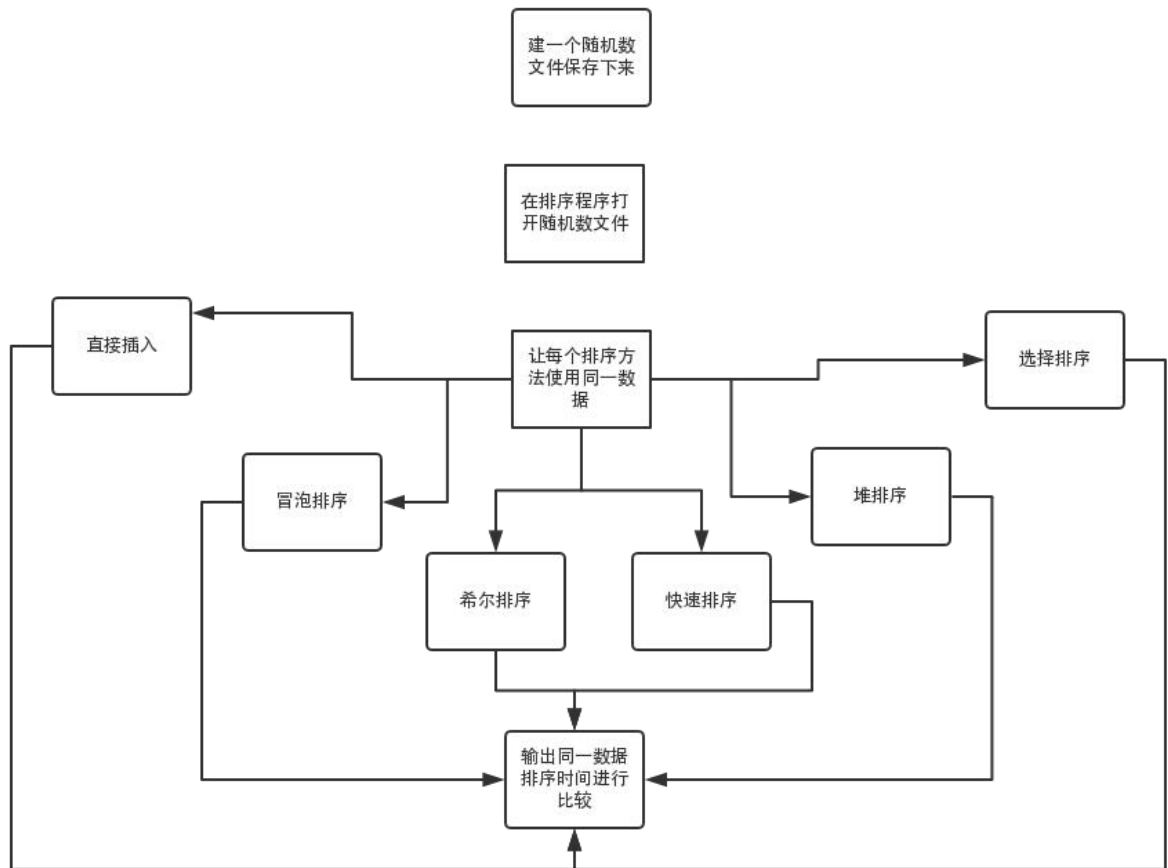 建一个随机数
文件保存下来
在排序程序打
开随机数文件
直接插入
让每个排序方
法使用同一数
据
选择排序
冒泡排序
堆排序
希尔排序
快速排序
输出同一数据
排序时间进行
比较